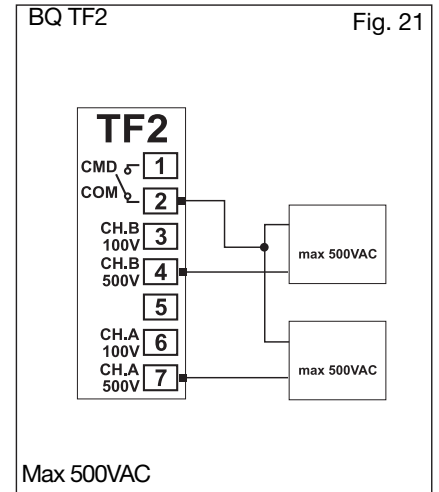 BQ TF2
Fig. 21
TF2
CMD 1
COM 2
CH.B
100V 3
CH.B
500V 4
5
CH.A
100V 6
CH.A
500V 7
max 500VAC
max 500VAC
Max 500VAC